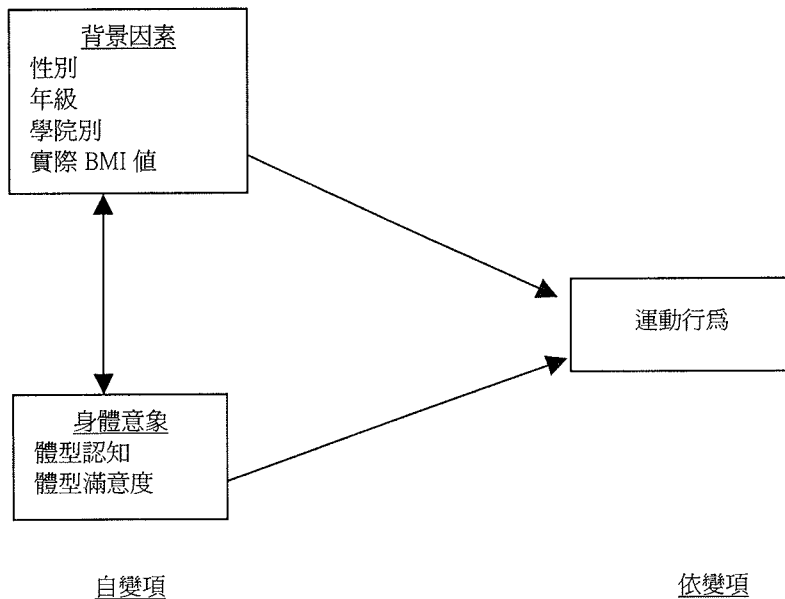 背景因素
性別
年級
學院別
實際 BMI 值
運動行爲
身體意象
體型認知
體型滿意度
自變項
依變項